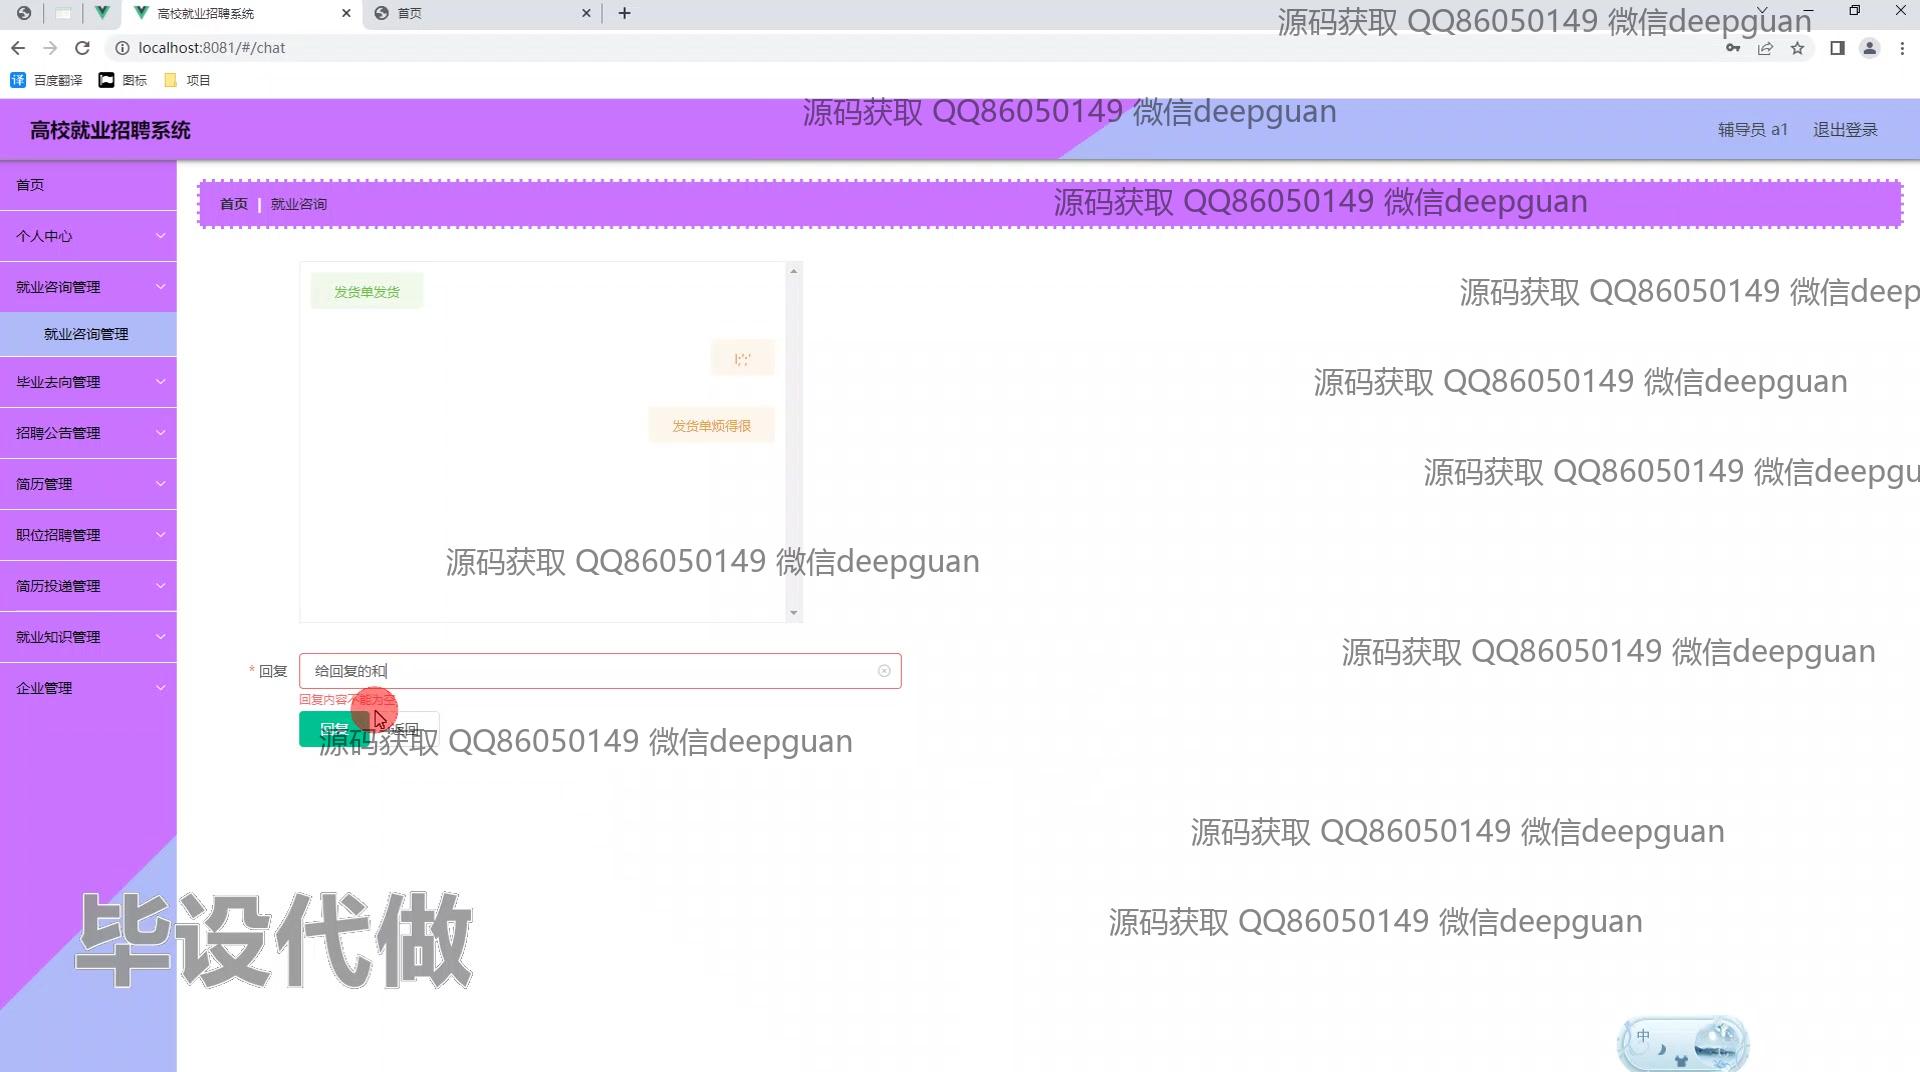 高校就业招聘系统
首页
源码获取 QQ86050149 微信deepguan
localhost:8081/#/chat
百度翻译
图标
项目
源码获取 QQ86050149 微信deepguan
高校就业招聘系统
辅导员 a1
退出登录
首页
首页 | 就业咨询
源码获取 QQ86050149 微信deepguan
个人中心
就业咨询管理
发货单发货
源码获取 QQ86050149 微信deep
就业咨询管理
毕业去向管理
源码获取 QQ86050149 微信deepguan
招聘公告管理
发货单烦得很
简历管理
源码获取 QQ86050149 微信deepgu
职位招聘管理
源码获取 QQ86050149 微信deepguan
简历投递管理
就业知识管理
源码获取 QQ86050149 微信deepguan
* 回复
给回复的和
企业管理
回复内容不能为空
回复
返回
源码获取 QQ86050149 微信deepguan
源码获取 QQ86050149 微信deepguan
毕设代做
源码获取 QQ86050149 微信deepguan
中